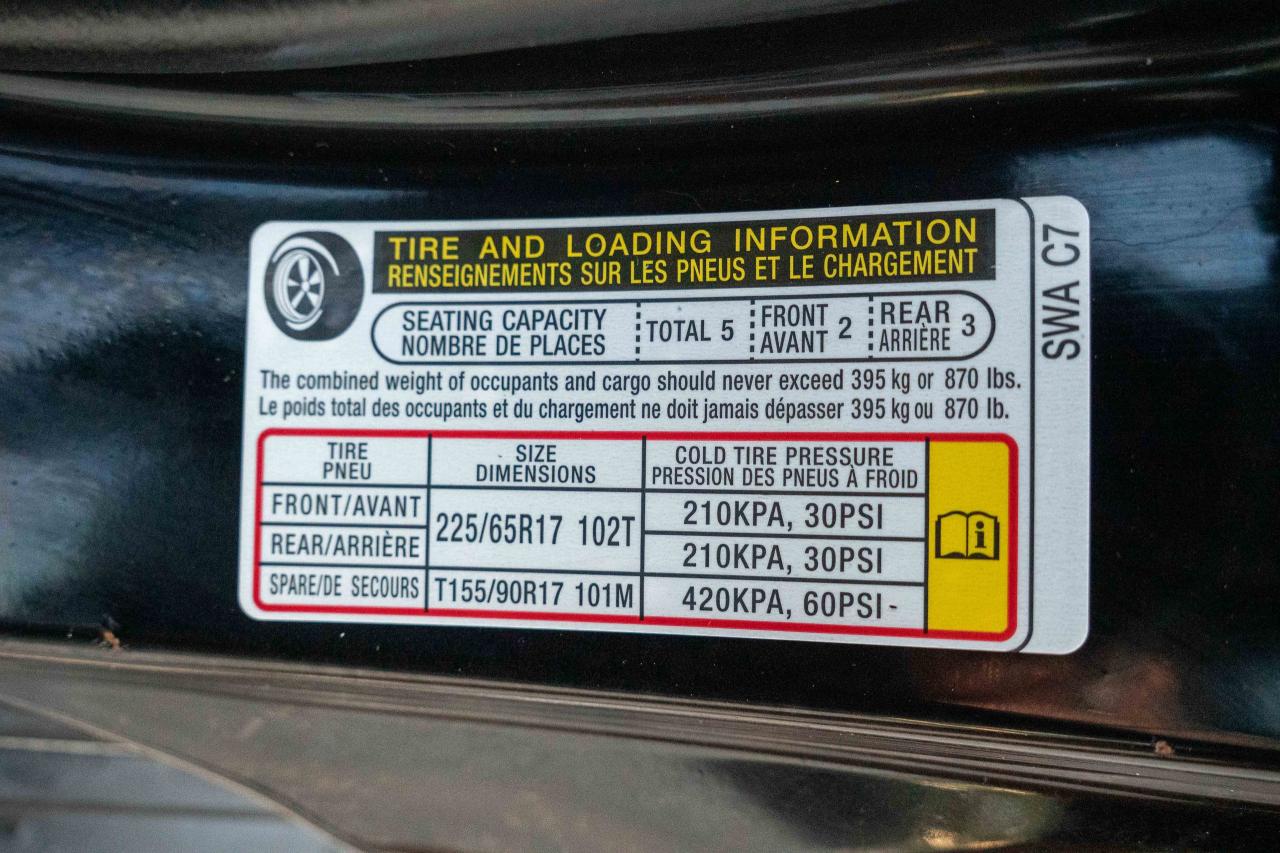 TIRE AND LOADING INFORMATION
RENSEIGNEMENTS SUR LES PNEUS ET LE CHARGEMENT
SEATING CAPACITY
NOMBRE DE PLACES
TOTAL 5
FRONT
AVANT 2
REAR
ARRIÈRE 3
The combined weight of occupants and cargo should never exceed 395 kg or 870 lbs.
Le poids total des occupants et du chargement ne doit jamais dépasser 395 kg ou 870 lb.
TIRE
PNEU
SIZE
DIMENSIONS
COLD TIRE PRESSURE
PRESSION DES PNEUS À FROID
FRONT/AVANT
225/65R17 102T
210KPA, 30PSI
REAR/ARRIÈRE
210KPA, 30PSI
SPARE/DE SECOURS
T155/90R17 101M
420KPA, 60PSI-
i
SWA C7